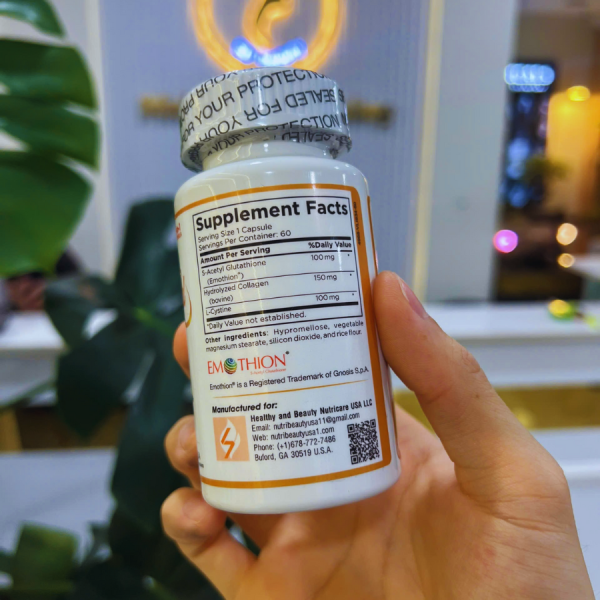 SEALED FOR YOUR PROTECTION
Supplement Facts
Serving Size 1 Capsule
Servings Per Container: 60
Amount Per Serving %Daily Value
S-Acetyl Glutathione 100 mg *
(Emothion®)
Hydrolyzed Collagen 150 mg *
(bovine)
L-Cystine 100 mg *
*Daily Value not established.
Other ingredients: Hypromellose, vegetable
magnesium stearate, silicon dioxide, and rice flour.
EMOTHION®
Emothion® is a Registered Trademark of Gnosis S.p.A.
Manufactured for:
Healthy and Beauty Nutricare USA LLC
Email: nutribeautyusa11@gmail.com
Web: nutribeautyusa1.com
Phone: (+1)678-772-7486
Buford, GA 30519 U.S.A.